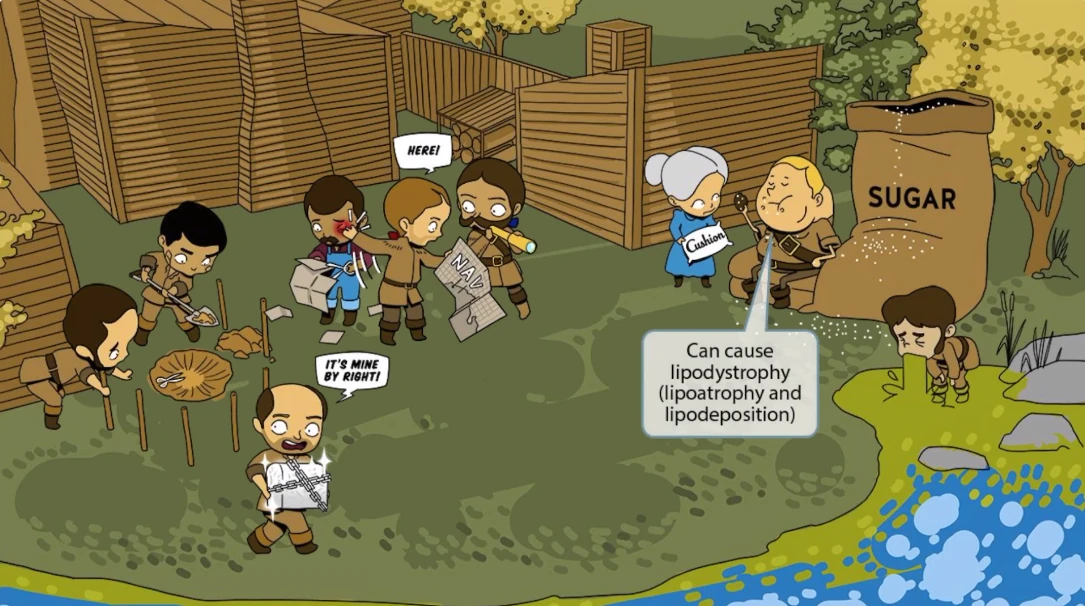 HERE!
NAV
Cushion
SUGAR
IT'S MINE
BY RIGHT!
Can cause
lipodystrophy
(lipoatrophy and
lipodeposition)